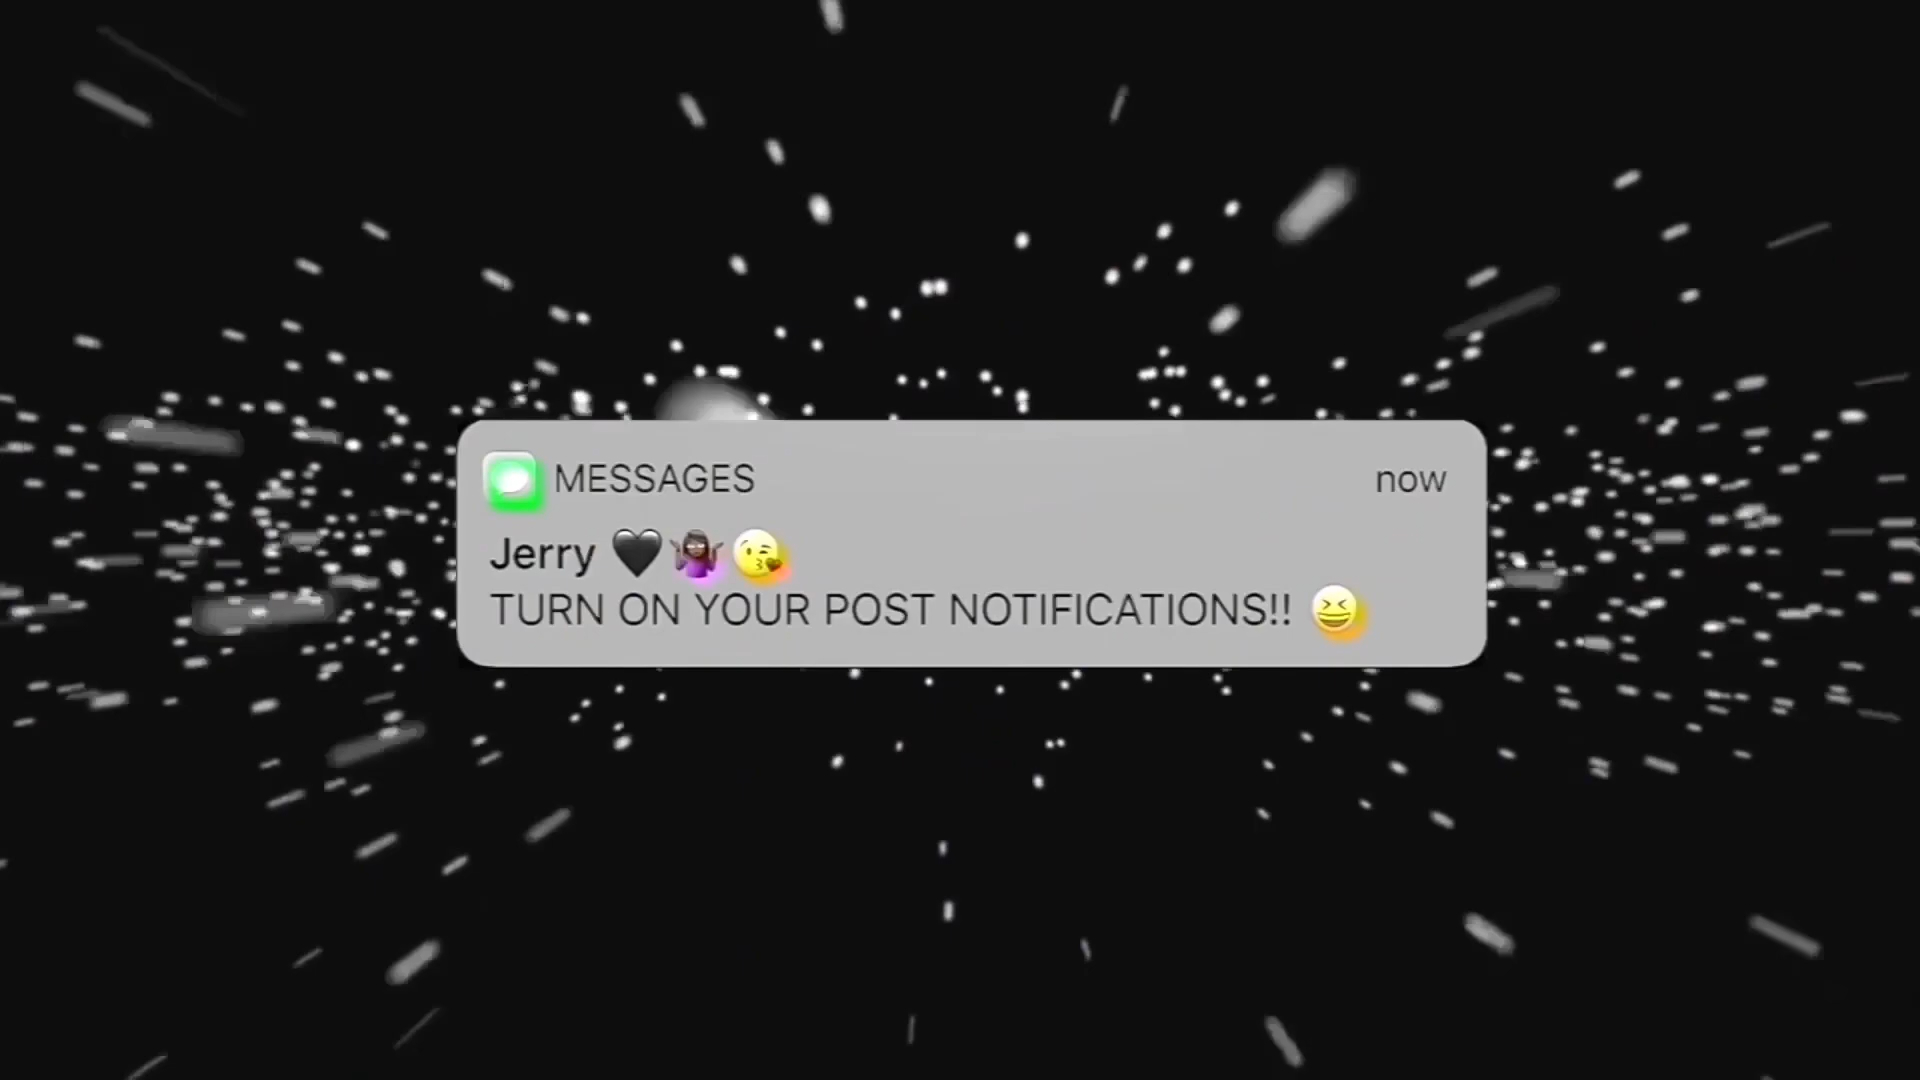 MESSAGES now
Jerry 🖤🤷🏾‍♀️😘
TURN ON YOUR POST NOTIFICATIONS!! 😆